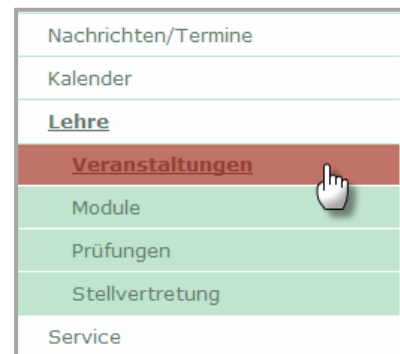 Nachrichten/Termine
Kalender
Lehre
Veranstaltungen
Module
Prüfungen
Stellvertretung
Service